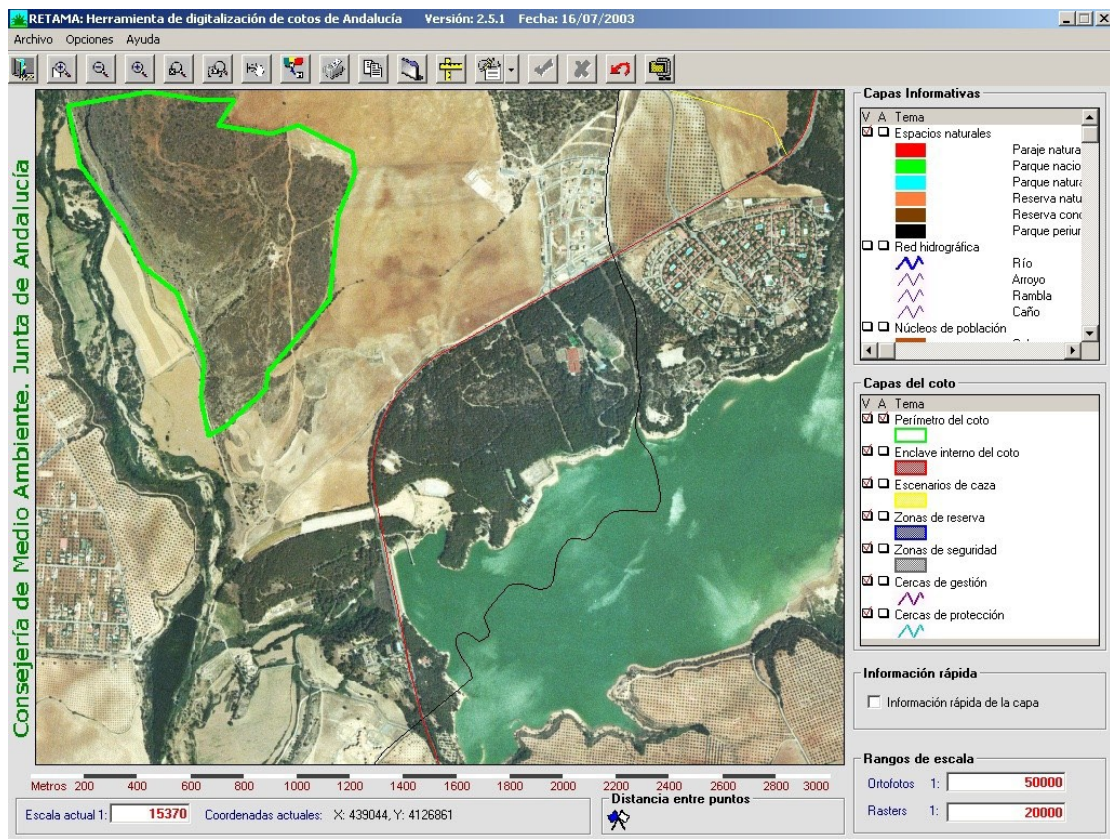 RETAMA: Herramienta de digitalización de cotos de Andalucía Versión: 2.5.1 Fecha: 16/07/2003
Archivo Opciones Ayuda
Consejería de Medio Ambiente. Junta de Andalucía
Capas Informativas
V A Tema
Espacios naturales
Paraje natura
Parque nacio
Parque natura
Reserva natu
Reserva conc
Parque periur
Red hidrográfica
Río
Arroyo
Rambla
Caño
Núcleos de población
Capas del coto
V A Tema
Perímetro del coto
Enclave interno del coto
Escenarios de caza
Zonas de reserva
Zonas de seguridad
Cercas de gestión
Cercas de protección
Información rápida
Información rápida de la capa
Rangos de escala
Ortofotos 1: 50000
Rasters 1: 20000
Metros 200 400 600 800 1000 1200 1400 1600 1800 2000 2200 2400 2600 2800 3000
Escala actual 1: 15370 Coordenadas actuales: X: 439044, Y: 4126861
Distancia entre puntos